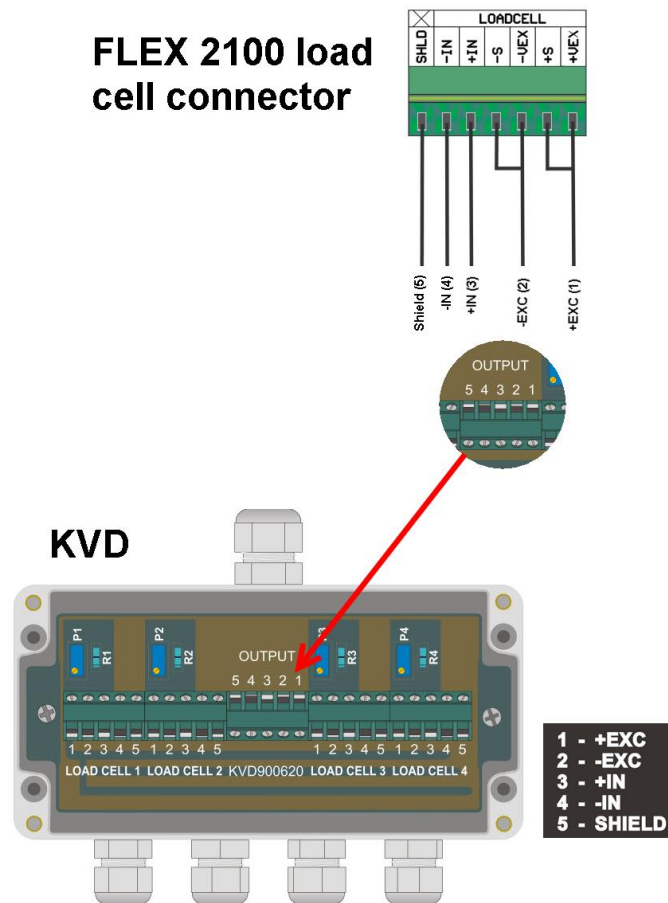 FLEX 2100 load
cell connector
LOADCELL
SHLD -IN +IN -S -VEX +S +VEX
Shield (5)
-IN (4)
+IN (3)
-EXC (2)
+EXC (1)
OUTPUT
5 4 3 2 1
KVD
P1 R1 P2 R2 R3 P4 R4
OUTPUT
5 4 3 2 1
1 2 3 4 5 1 2 3 4 5 1 2 3 4 5 1 2 3 4 5
LOAD CELL 1 LOAD CELL 2 KVD900620 LOAD CELL 3 LOAD CELL 4
1 - +EXC
2 - -EXC
3 - +IN
4 - -IN
5 - SHIELD